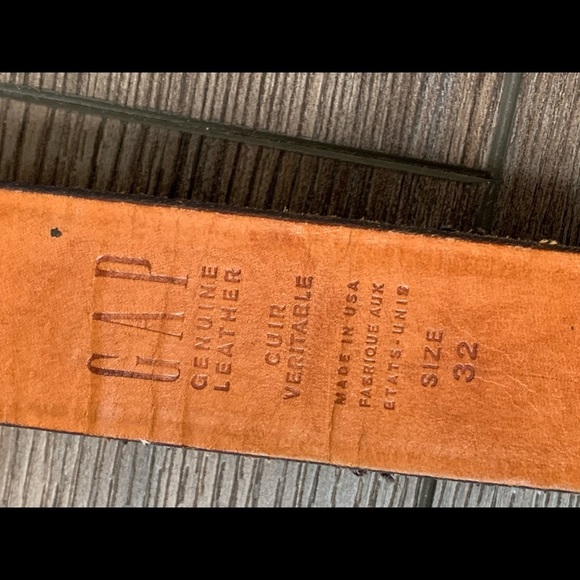 GAP
GENUINE
LEATHER
CUIR
VERITABLE
MADE IN USA
FABRIQUE AUX
ETATS-UNIS
SIZE
32